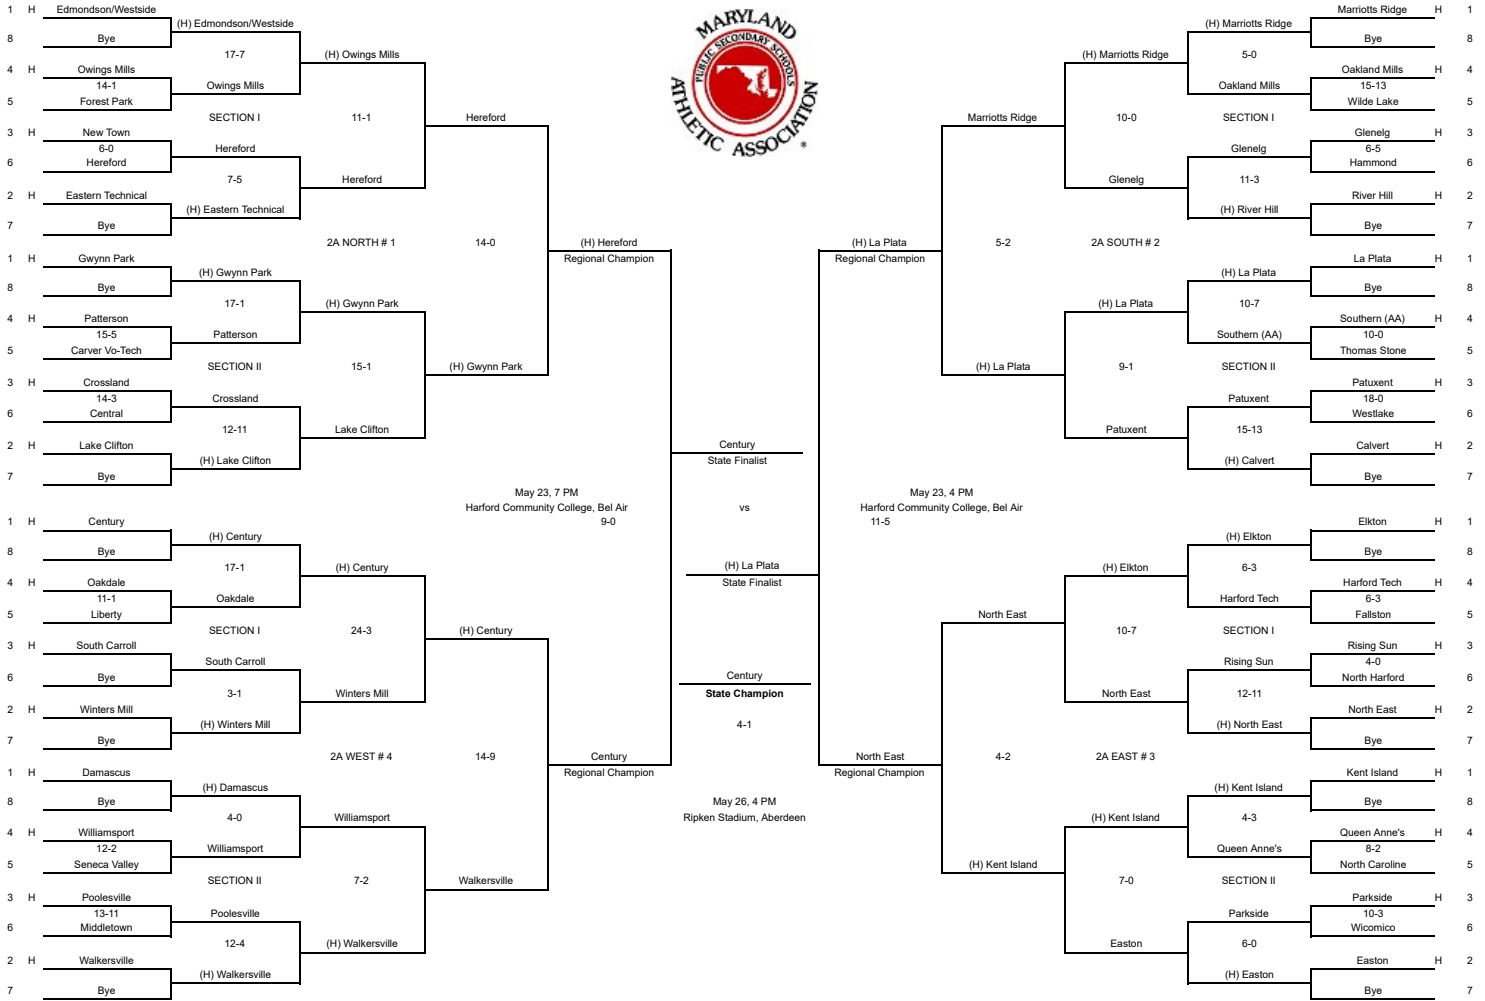 MARYLAND
PUBLIC SECONDARY SCHOOLS
ATHLETIC ASSOCIATION
®
1 H Edmondson/Westside
(H) Edmondson/Westside
8 Bye
17-7
(H) Owings Mills
4 H Owings Mills
14-1
Owings Mills
5 Forest Park
SECTION I
11-1
Hereford
3 H New Town
6-0
Hereford
6 Hereford
7-5
Hereford
2 H Eastern Technical
(H) Eastern Technical
7 Bye
2A NORTH # 1
14-0
(H) Hereford
Regional Champion
1 H Gwynn Park
(H) Gwynn Park
8 Bye
17-1
(H) Gwynn Park
4 H Patterson
15-5
Patterson
5 Carver Vo-Tech
SECTION II
15-1
(H) Gwynn Park
3 H Crossland
14-3
Crossland
6 Central
12-11
Lake Clifton
2 H Lake Clifton
(H) Lake Clifton
7 Bye
May 23, 7 PM
Harford Community College, Bel Air
9-0
1 H Century
(H) Century
8 Bye
17-1
(H) Century
4 H Oakdale
11-1
Oakdale
5 Liberty
SECTION I
24-3
(H) Century
3 H South Carroll
South Carroll
6 Bye
3-1
Winters Mill
2 H Winters Mill
(H) Winters Mill
7 Bye
2A WEST # 4
14-9
Century
Regional Champion
1 H Damascus
(H) Damascus
8 Bye
4-0
Williamsport
4 H Williamsport
12-2
Williamsport
5 Seneca Valley
SECTION II
7-2
Walkersville
3 H Poolesville
13-11
Poolesville
6 Middletown
12-4
(H) Walkersville
2 H Walkersville
(H) Walkersville
7 Bye
Century
State Finalist
vs
(H) La Plata
State Finalist
Century
State Champion
4-1
May 26, 4 PM
Ripken Stadium, Aberdeen
Marriotts Ridge H 1
(H) Marriotts Ridge
Bye 8
5-0
(H) Marriotts Ridge
Oakland Mills H 4
15-13
Oakland Mills
Wilde Lake 5
SECTION I
10-0
Marriotts Ridge
Glenelg H 3
6-5
Glenelg
Hammond 6
11-3
Glenelg
River Hill H 2
(H) River Hill
Bye 7
2A SOUTH # 2
5-2
(H) La Plata
Regional Champion
La Plata H 1
(H) La Plata
Bye 8
10-7
(H) La Plata
Southern (AA) H 4
10-0
Southern (AA)
Thomas Stone 5
SECTION II
9-1
(H) La Plata
Patuxent H 3
18-0
Patuxent
Westlake 6
15-13
Patuxent
Calvert H 2
(H) Calvert
Bye 7
May 23, 4 PM
Harford Community College, Bel Air
11-5
Elkton H 1
(H) Elkton
Bye 8
6-3
(H) Elkton
Harford Tech H 4
6-3
Harford Tech
Fallston 5
SECTION I
10-7
North East
Rising Sun H 3
4-0
Rising Sun
North Harford 6
12-11
North East
North East H 2
(H) North East
Bye 7
2A EAST # 3
4-2
North East
Regional Champion
Kent Island H 1
(H) Kent Island
Bye 8
4-3
(H) Kent Island
Queen Anne's H 4
8-2
Queen Anne's
North Caroline 5
SECTION II
7-0
(H) Kent Island
Parkside H 3
10-3
Parkside
Wicomico 6
6-0
Easton
Easton H 2
(H) Easton
Bye 7